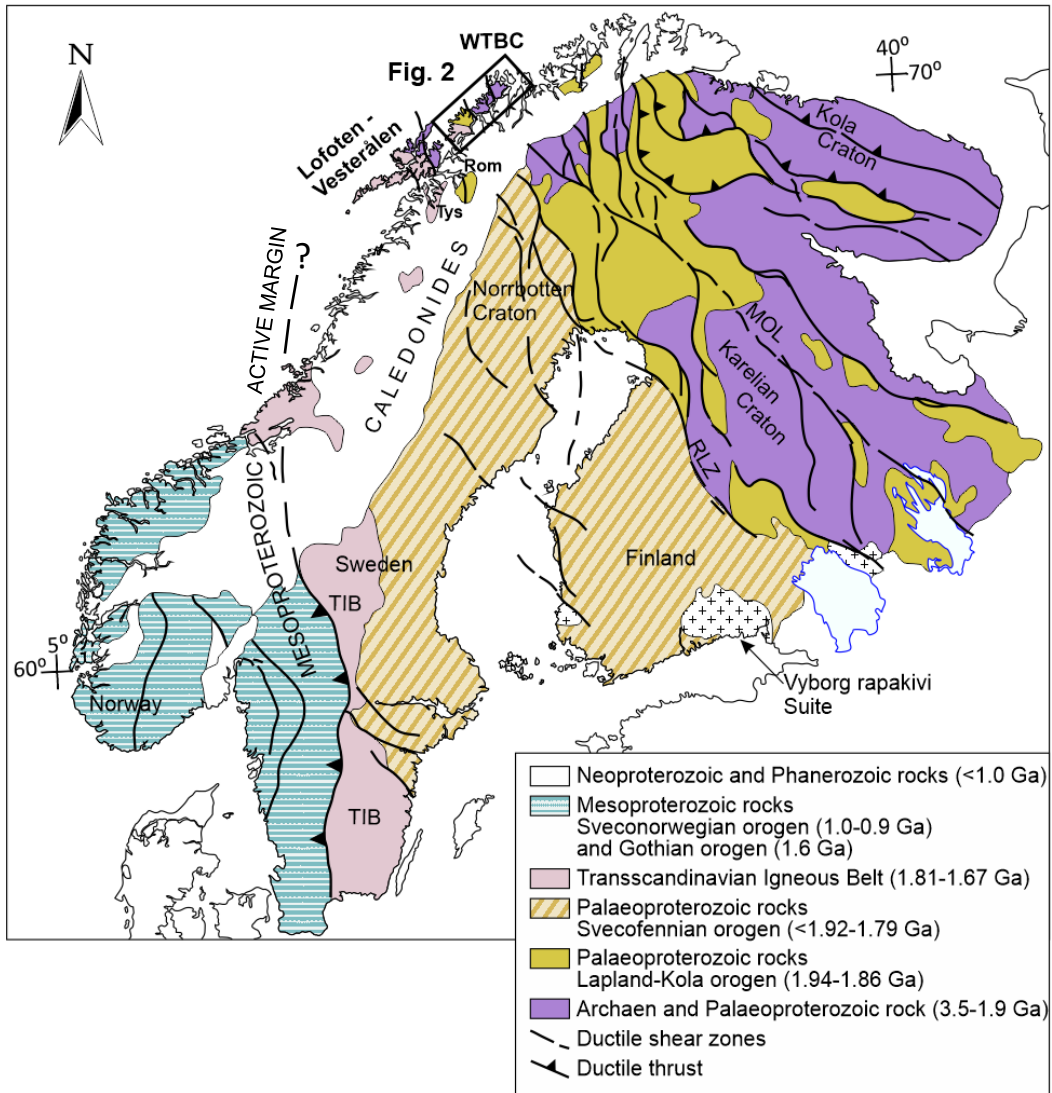 WTBC
Fig. 2
N
40º
70º
Kola
Craton
Lofoten -
Vesterålen
Rom
Tys
ACTIVE MARGIN
?
CALEDONIDES
Norrbotten
Craton
MOL
Karelian
Craton
RLZ
MESOPROTEROZOIC
Sweden
TIB
Finland
5º
60º
Norway
Vyborg rapakivi
Suite
TIB
Neoproterozoic and Phanerozoic rocks (<1.0 Ga)
Mesoproterozoic rocks
Sveconorwegian orogen (1.0-0.9 Ga)
and Gothian orogen (1.6 Ga)
Transscandinavian Igneous Belt (1.81-1.67 Ga)
Palaeoproterozoic rocks
Svecofennian orogen (<1.92-1.79 Ga)
Palaeoproterozoic rocks
Lapland-Kola orogen (1.94-1.86 Ga)
Archaen and Palaeoproterozoic rock (3.5-1.9 Ga)
Ductile shear zones
Ductile thrust